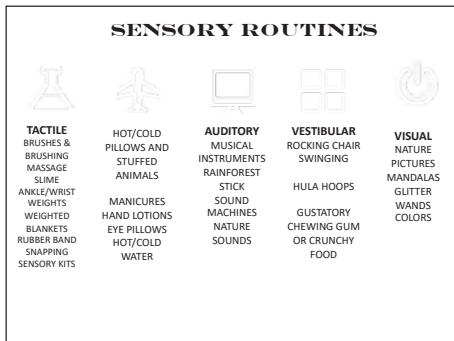 SENSORY ROUTINES
TACTILE
BRUSHES &
BRUSHING
MASSAGE
SLIME
ANKLE/WRIST
WEIGHTS
WEIGHTED
BLANKETS
RUBBER BAND
SNAPPING
SENSORY KITS
HOT/COLD
PILLOWS AND
STUFFED
ANIMALS
MANICURES
HAND LOTIONS
EYE PILLOWS
HOT/COLD
WATER
AUDITORY
MUSICAL
INSTRUMENTS
RAINFOREST
STICK
SOUND
MACHINES
NATURE
SOUNDS
VESTIBULAR
ROCKING CHAIR
SWINGING
HULA HOOPS
GUSTATORY
CHEWING GUM
OR CRUNCHY
FOOD
VISUAL
NATURE
PICTURES
MANDALAS
GLITTER
WANDS
COLORS